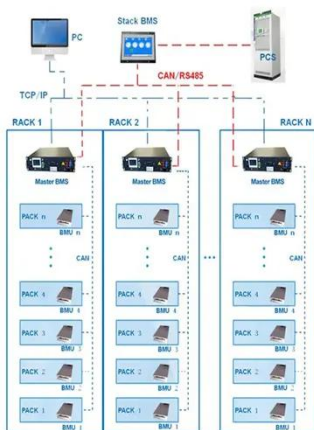 PC
Stack BMS
PCS
CAN/RS485
TCP/IP
RACK 1
RACK 2
RACK N
Master BMS
Master BMS
Master BMS
PACK n
BMU n
PACK n
BMU n
PACK n
BMU n
CAN
CAN
CAN
PACK 4
BMU 4
PACK 4
BMU 4
PACK 4
BMU 4
PACK 3
BMU 3
PACK 3
BMU 3
PACK 3
BMU 3
PACK 2
BMU 2
PACK 2
BMU 2
PACK 2
BMU 2
PACK 1
BMU 1
PACK 1
BMU 1
PACK 1
BMU 1